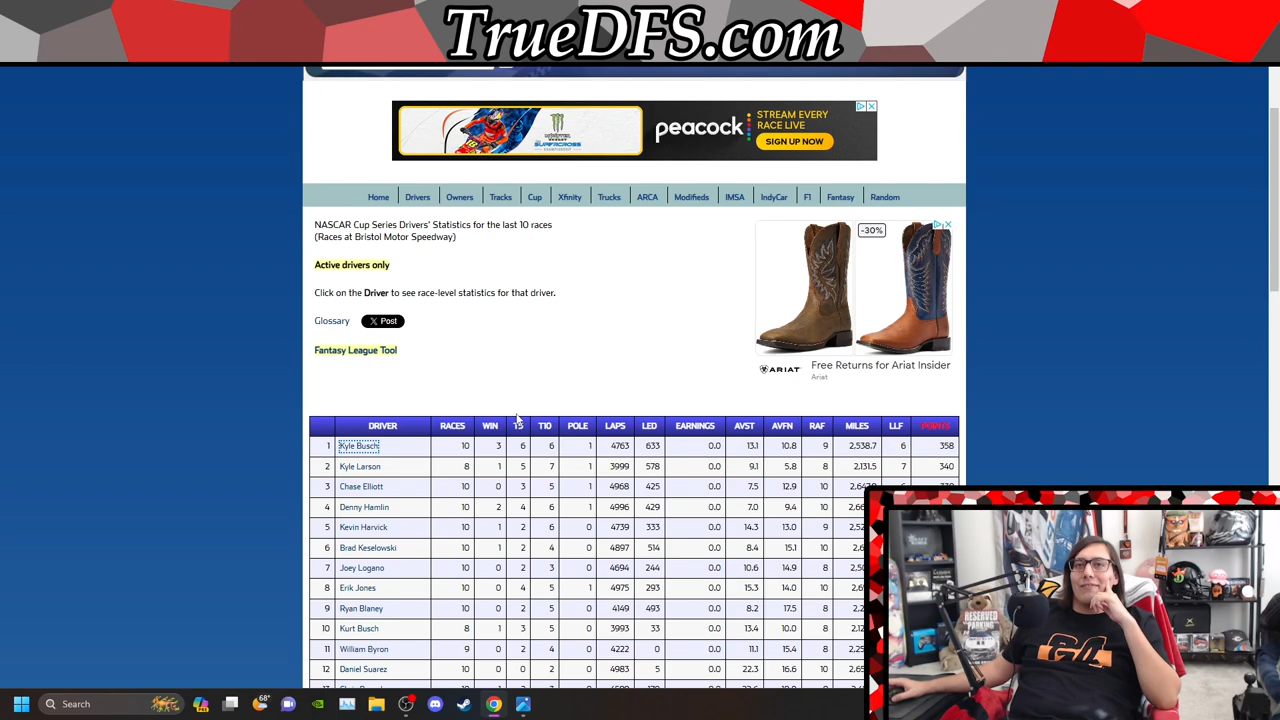 TrueDFS.com
MONSTER ENERGY
SUPERCROSS
CHAMPIONSHIP
peacock
STREAM EVERY
RACE LIVE
SIGN UP NOW
Home Drivers Owners Tracks Cup Xfinity Trucks ARCA Modifieds IMSA IndyCar F1 Fantasy Random
NASCAR Cup Series Drivers' Statistics for the last 10 races
(Races at Bristol Motor Speedway)
-30%
Active drivers only
Click on the Driver to see race-level statistics for that driver.
Glossary X Post
Fantasy League Tool
ARIAT Free Returns for Ariat Insider
Ariat
DRIVER RACES WIN T5 T10 POLE LAPS LED EARNINGS AVST AVFN RAF MILES LLF POINTS
1 Kyle Busch 10 3 6 6 1 4763 633 0.0 13.1 10.8 9 2,538.7 6 358
2 Kyle Larson 8 1 5 7 1 3999 578 0.0 9.1 5.8 8 2,131.5 7 340
3 Chase Elliott 10 0 3 5 1 4968 425 0.0 7.5 12.9 10
4 Denny Hamlin 10 2 4 6 1 4996 429 0.0 7.0 9.4 10
5 Kevin Harvick 10 1 2 6 0 4739 333 0.0 14.3 13.0 9
6 Brad Keselowski 10 1 2 4 0 4897 514 0.0 8.4 15.1 10
7 Joey Logano 10 0 2 3 0 4694 244 0.0 10.6 14.9 10
8 Erik Jones 10 0 4 5 1 4975 293 0.0 15.3 14.0 10
9 Ryan Blaney 10 0 2 5 0 4149 493 0.0 8.2 17.5 8
10 Kurt Busch 8 1 3 5 0 3993 33 0.0 13.4 10.0 8
11 William Byron 9 0 2 4 0 4222 0 0.0 11.1 15.4 8
12 Daniel Suarez 10 0 0 2 0 4983 5 0.0 22.3 16.6 10
RESERVED
PARKING
64
Search
68°